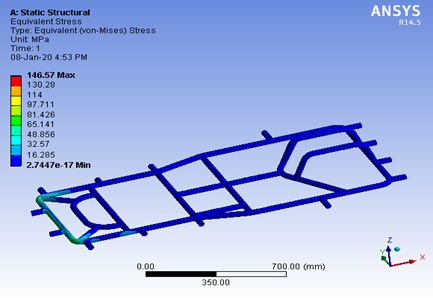 A: Static Structural
Equivalent Stress
Type: Equivalent (von-Mises) Stress
Unit: MPa
Time: 1
08-Jan-20 4:53 PM
ANSYS
R14.5
146.57 Max
130.28
114
97.711
81.426
65.141
48.856
32.57
16.285
2.7447e-17 Min
0.00
700.00 (mm)
350.00
Z
Y
X